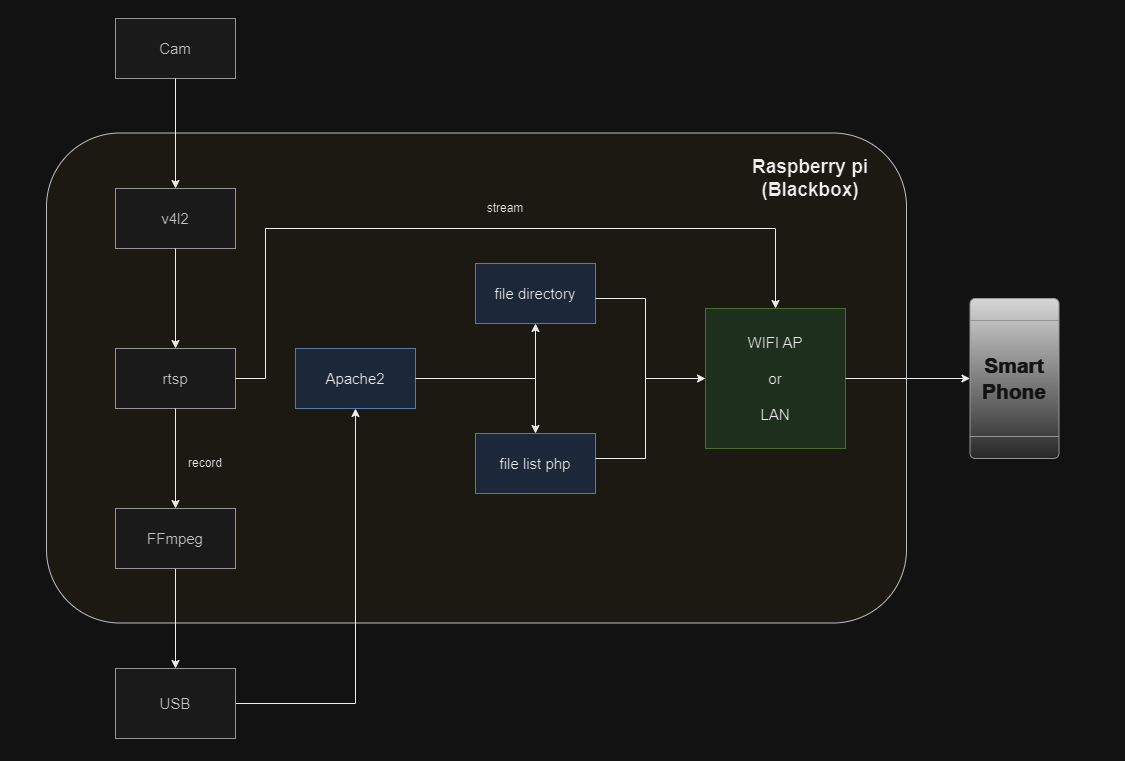 Cam
Raspberry pi
(Blackbox)
v4l2
stream
file directory
WIFI AP
or
LAN
rtsp
Apache2
Smart
Phone
record
file list php
FFmpeg
USB